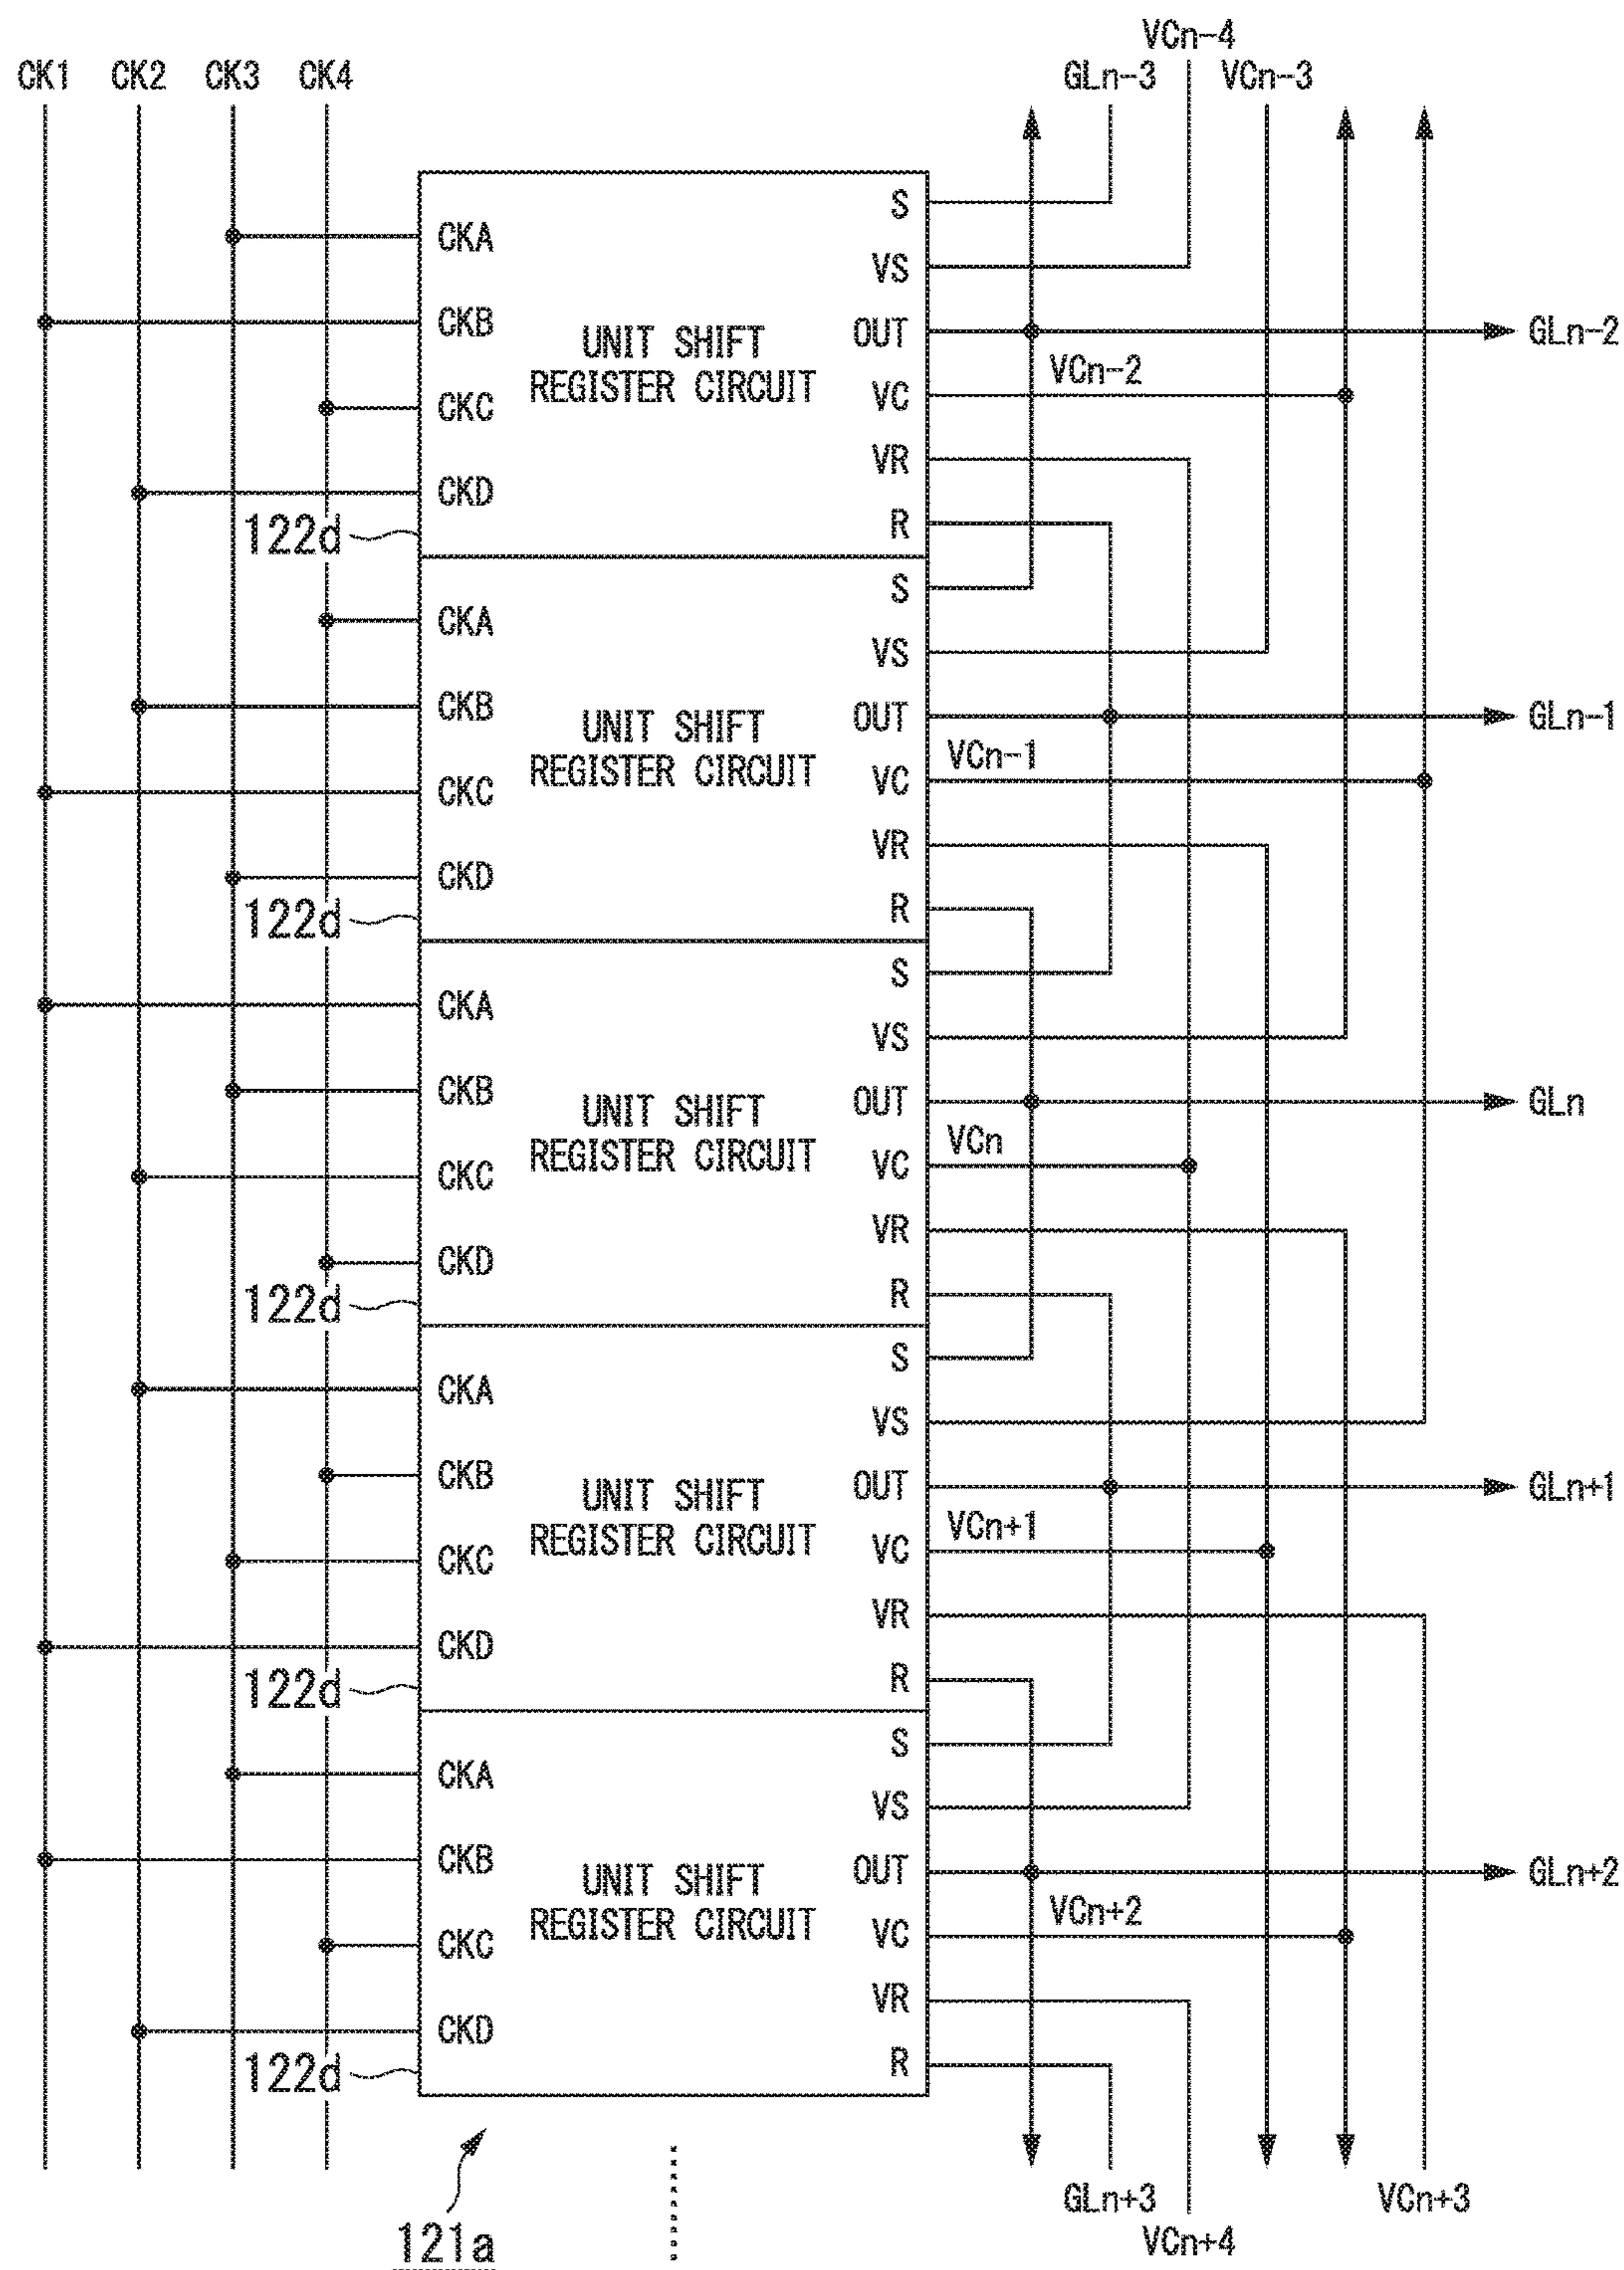 VCn-4
CK1 CK2 CK3 CK4 GLn-3 VCn-3
S
CKA
VS
CKB UNIT SHIFT OUT GLn-2
REGISTER CIRCUIT VCn-2
CKC VC
VR
CKD
R
122d
S
CKA
VS
CKB UNIT SHIFT OUT GLn-1
REGISTER CIRCUIT VCn-1
CKC VC
VR
CKD
R
122d
S
CKA
VS
CKB UNIT SHIFT OUT GLn
REGISTER CIRCUIT VCn
CKC VC
VR
CKD
R
122d
S
CKA
VS
CKB UNIT SHIFT OUT GLn+1
REGISTER CIRCUIT VCn+1
CKC VC
VR
CKD
R
122d
S
CKA
VS
CKB UNIT SHIFT OUT GLn+2
REGISTER CIRCUIT VCn+2
CKC VC
VR
CKD
R
122d
GLn+3 VCn+3
121a VCn+4